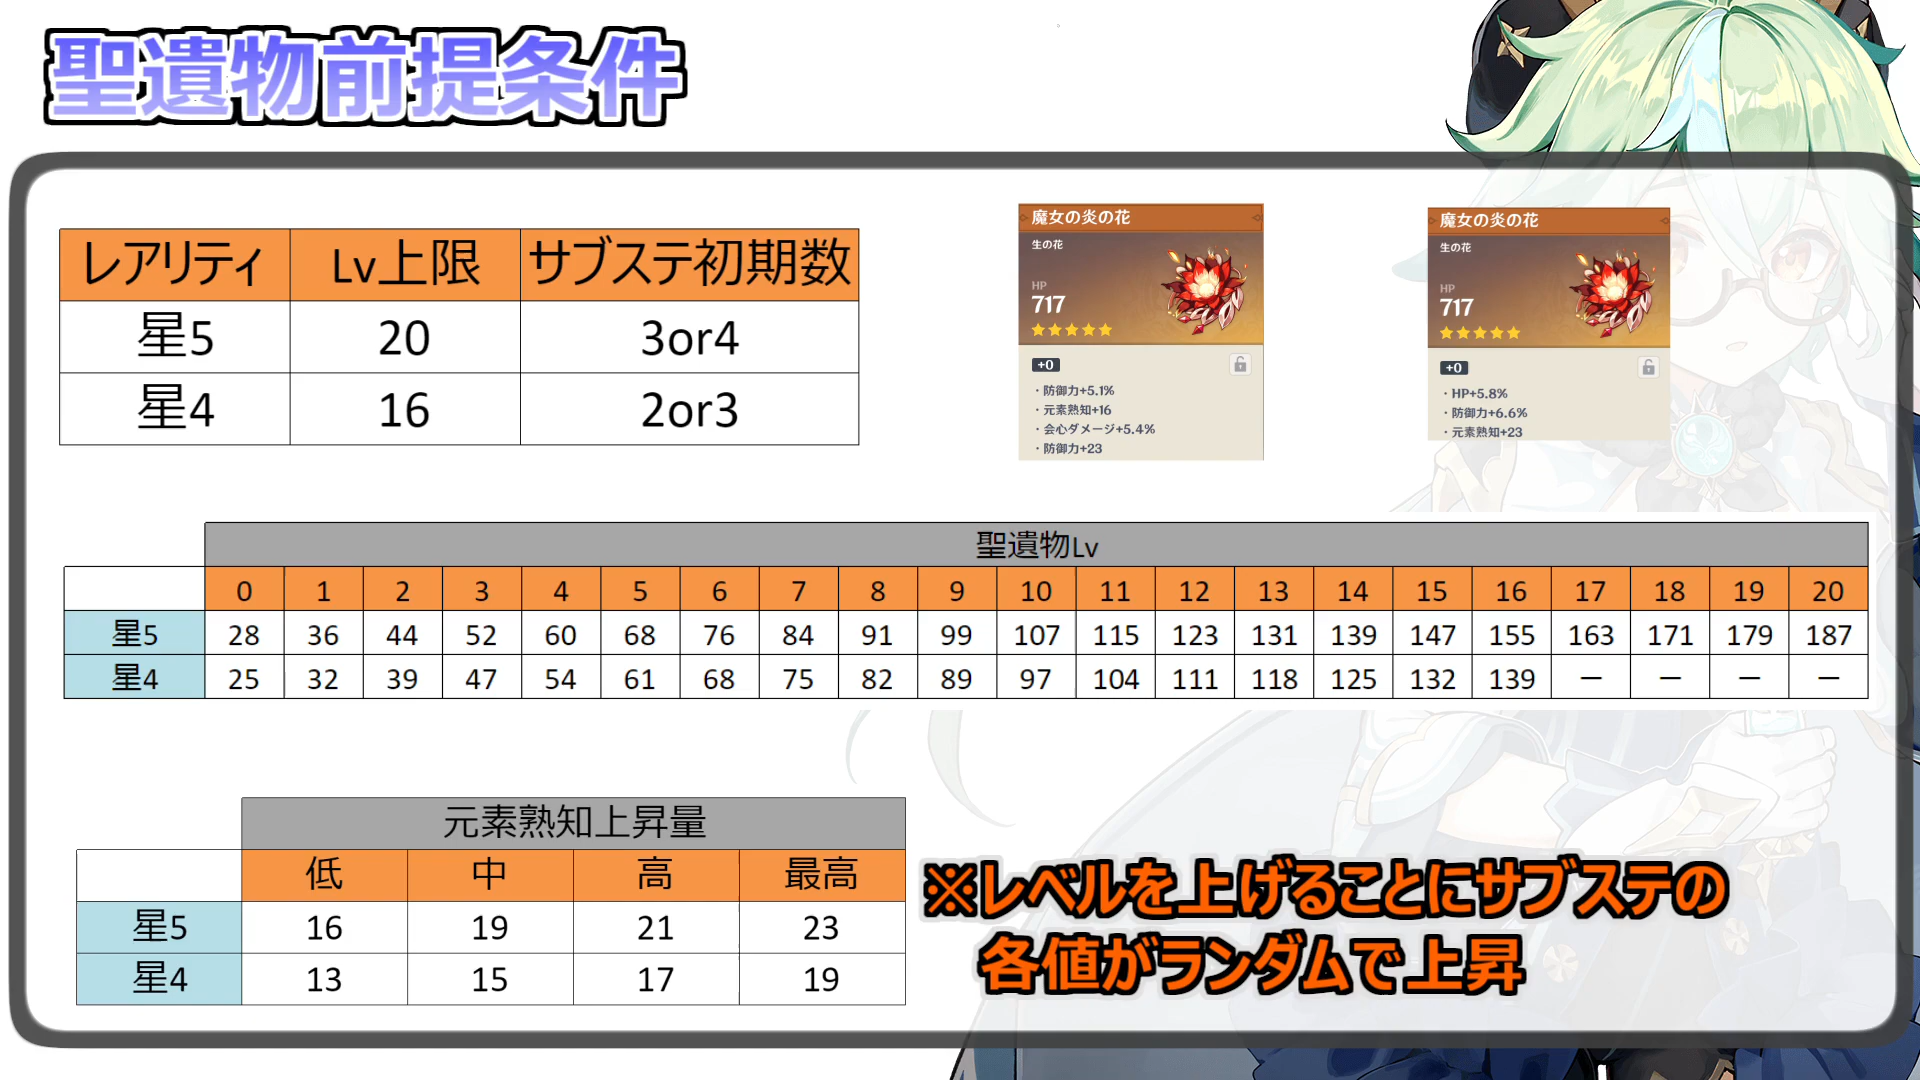 聖遺物前提条件
レアリティ Lv上限 サブステ初期数
星5 20 3or4
星4 16 2or3
魔女の炎の花
生の花
HP
717
+0
・防御力+5.1%
・元素熟知+16
・会心ダメージ+5.4%
・防御力+23
魔女の炎の花
生の花
HP
717
+0
・HP+5.8%
・防御力+6.6%
・元素熟知+23
聖遺物Lv
0 1 2 3 4 5 6 7 8 9 10 11 12 13 14 15 16 17 18 19 20
星5 28 36 44 52 60 68 76 84 91 99 107 115 123 131 139 147 155 163 171 179 187
星4 25 32 39 47 54 61 68 75 82 89 97 104 111 118 125 132 139 ー ー ー ー
元素熟知上昇量
低 中 高 最高
星5 16 19 21 23
星4 13 15 17 19
※レベルを上げることにサブステの
各値がランダムで上昇